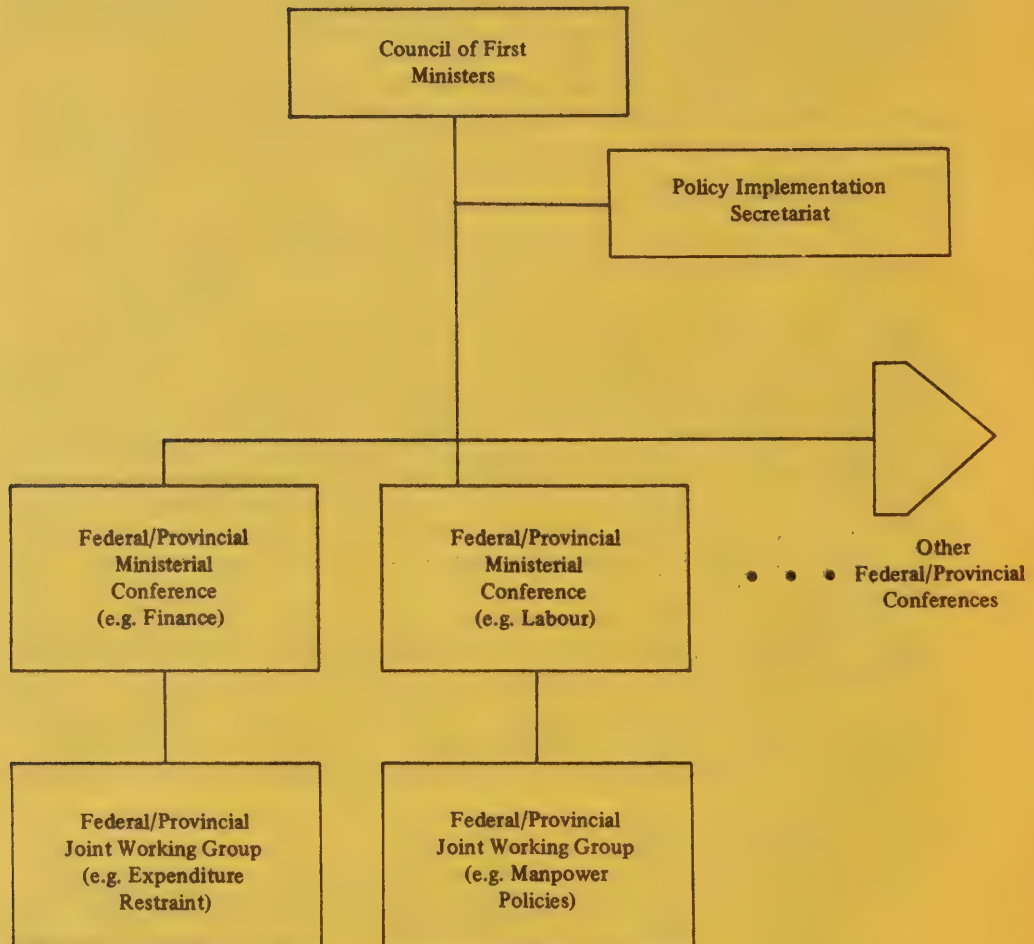 Council of First
Ministers
Policy Implementation
Secretariat
Federal/Provincial
Ministerial
Conference
(e.g. Finance)
Federal/Provincial
Ministerial
Conference
(e.g. Labour)
Other
• • • Federal/Provincial
Conferences
Federal/Provincial
Joint Working Group
(e.g. Expenditure
Restraint)
Federal/Provincial
Joint Working Group
(e.g. Manpower
Policies)